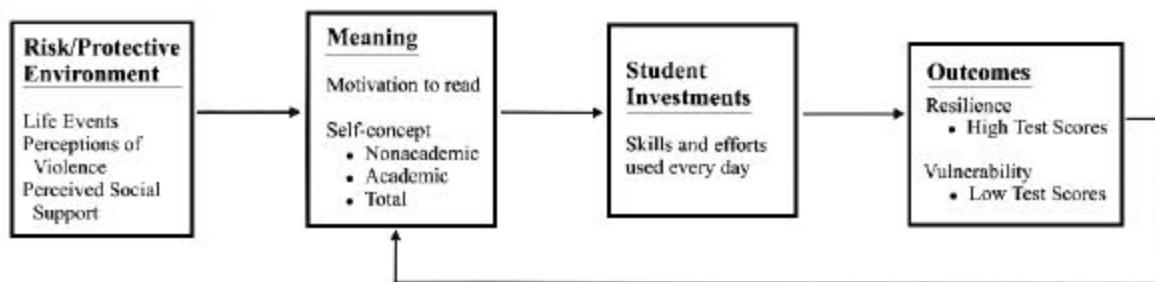 Risk/Protective
Environment
Life Events
Perceptions of
Violence
Perceived Social
Support
Meaning
Motivation to read
Self-concept
• Nonacademic
• Academic
• Total
Student
Investments
Skills and efforts
used every day
Outcomes
Resilience
• High Test Scores
Vulnerability
• Low Test Scores